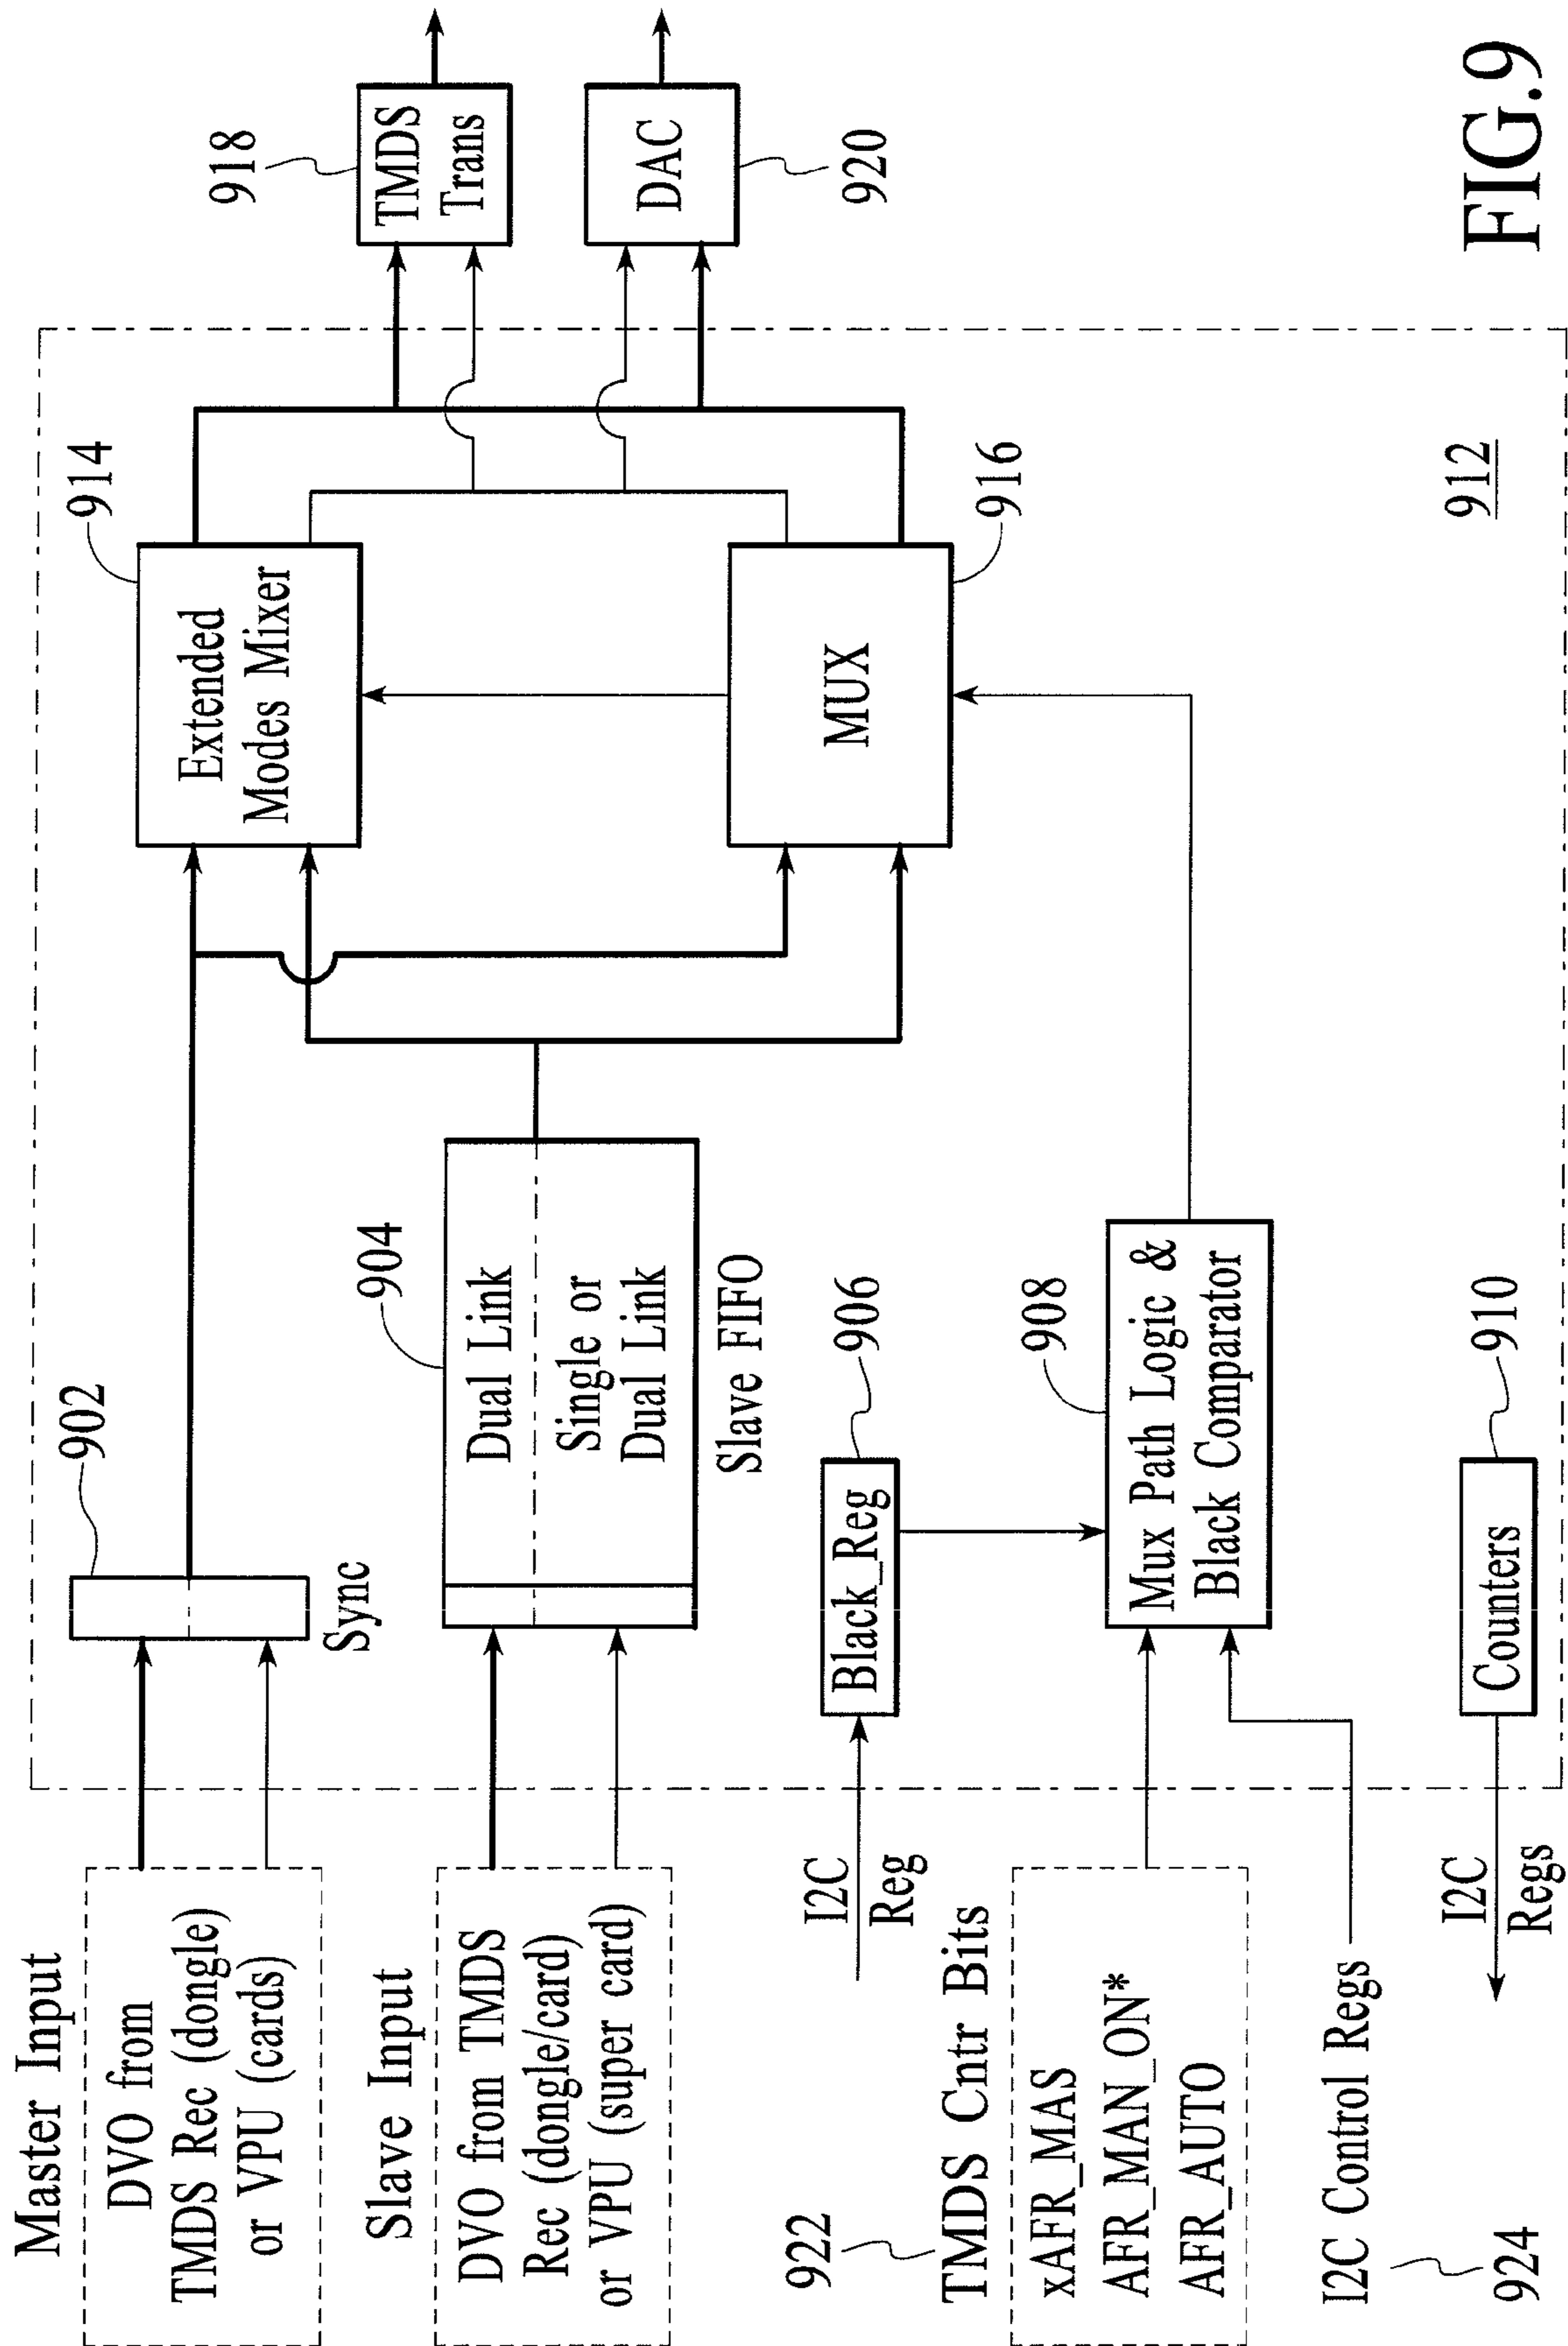 Master Input
DVO from
TMDS Rec (dongle)
or VPU (cards)
Slave Input
DVO from TMDS
Rec (dongle/card)
or VPU (super card)
922
TMDS Cntr Bits
xAFR_MAS
AFR_MAN_ON*
AFR_AUTO
I2C Control Regs
924
I2C
Reg
I2C
Regs
902
Sync
904
Dual Link
Single or
Dual Link
Slave FIFO
Black_Reg
906
908
Mux Path Logic &
Black Comparator
Counters
910
914
Extended
Modes Mixer
MUX
916
912
918
TMDS
Trans
DAC
920
FIG.9